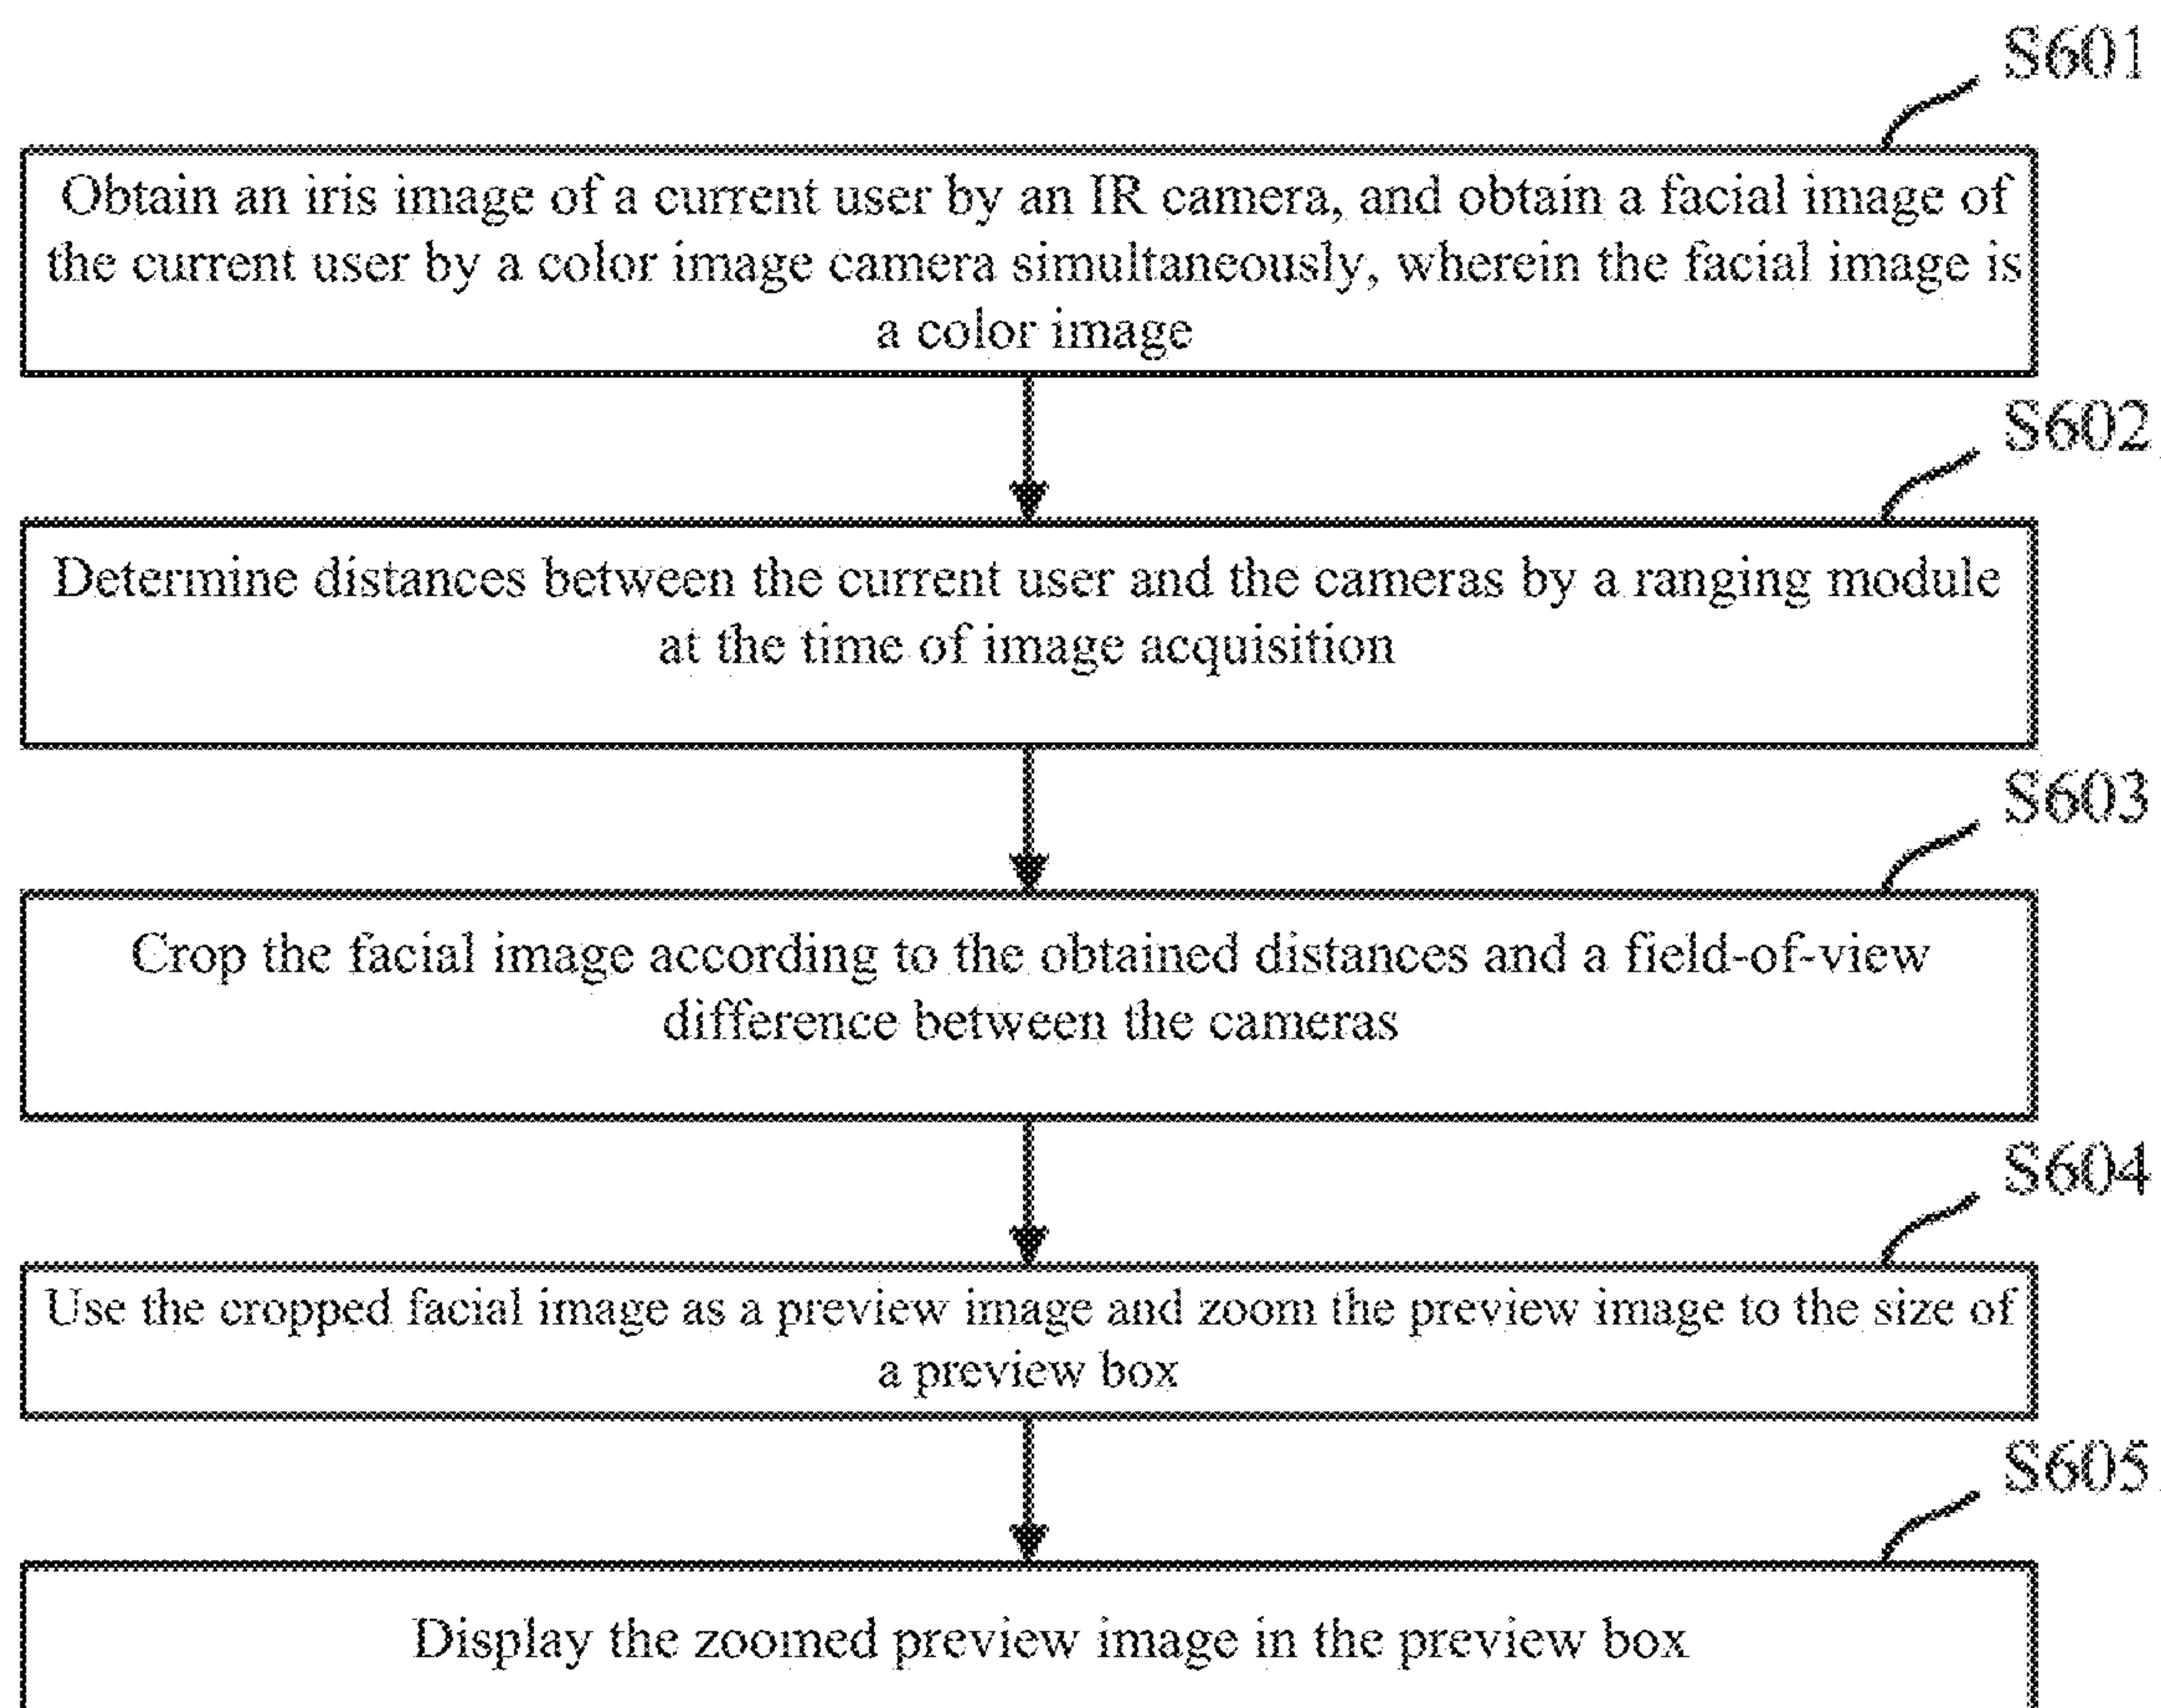 S601
Obtain an iris image of a current user by an IR camera, and obtain a facial image of
the current user by a color image camera simultaneously, wherein the facial image is
a color image
S602
Determine distances between the current user and the cameras by a ranging module
at the time of image acquisition
S603
Crop the facial image according to the obtained distances and a field-of-view
difference between the cameras
S604
Use the cropped facial image as a preview image and zoom the preview image to the size of
a preview box
S605
Display the zoomed preview image in the preview box